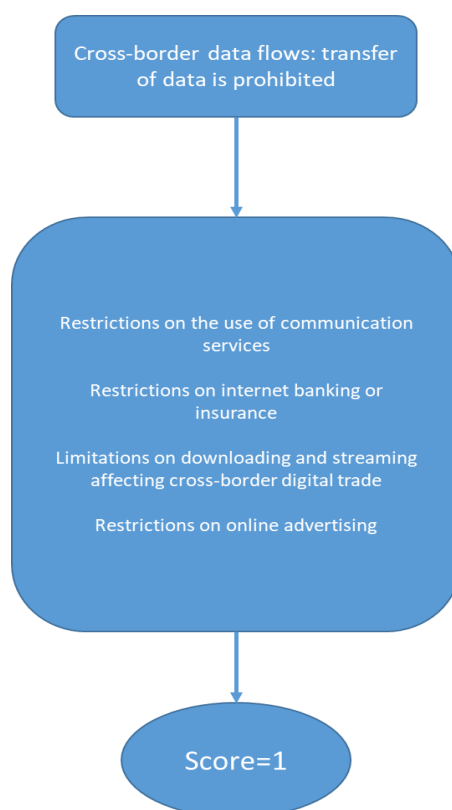 Cross-border data flows: transfer
of data is prohibited
Restrictions on the use of communication
services
Restrictions on internet banking or
insurance
Limitations on downloading and streaming
affecting cross-border digital trade
Restrictions on online advertising
Score=1